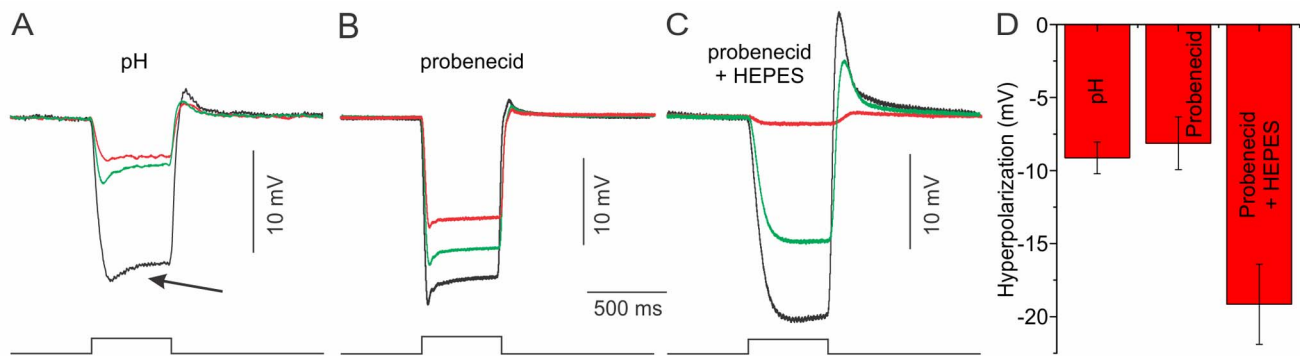 A
pH
10 mV
B
probenecid
10 mV
500 ms
C
probenecid
+ HEPES
10 mV
D
Hyperpolarization (mV)
0
-5
-10
-15
-20
pH
Probenecid
Probenecid
+ HEPES